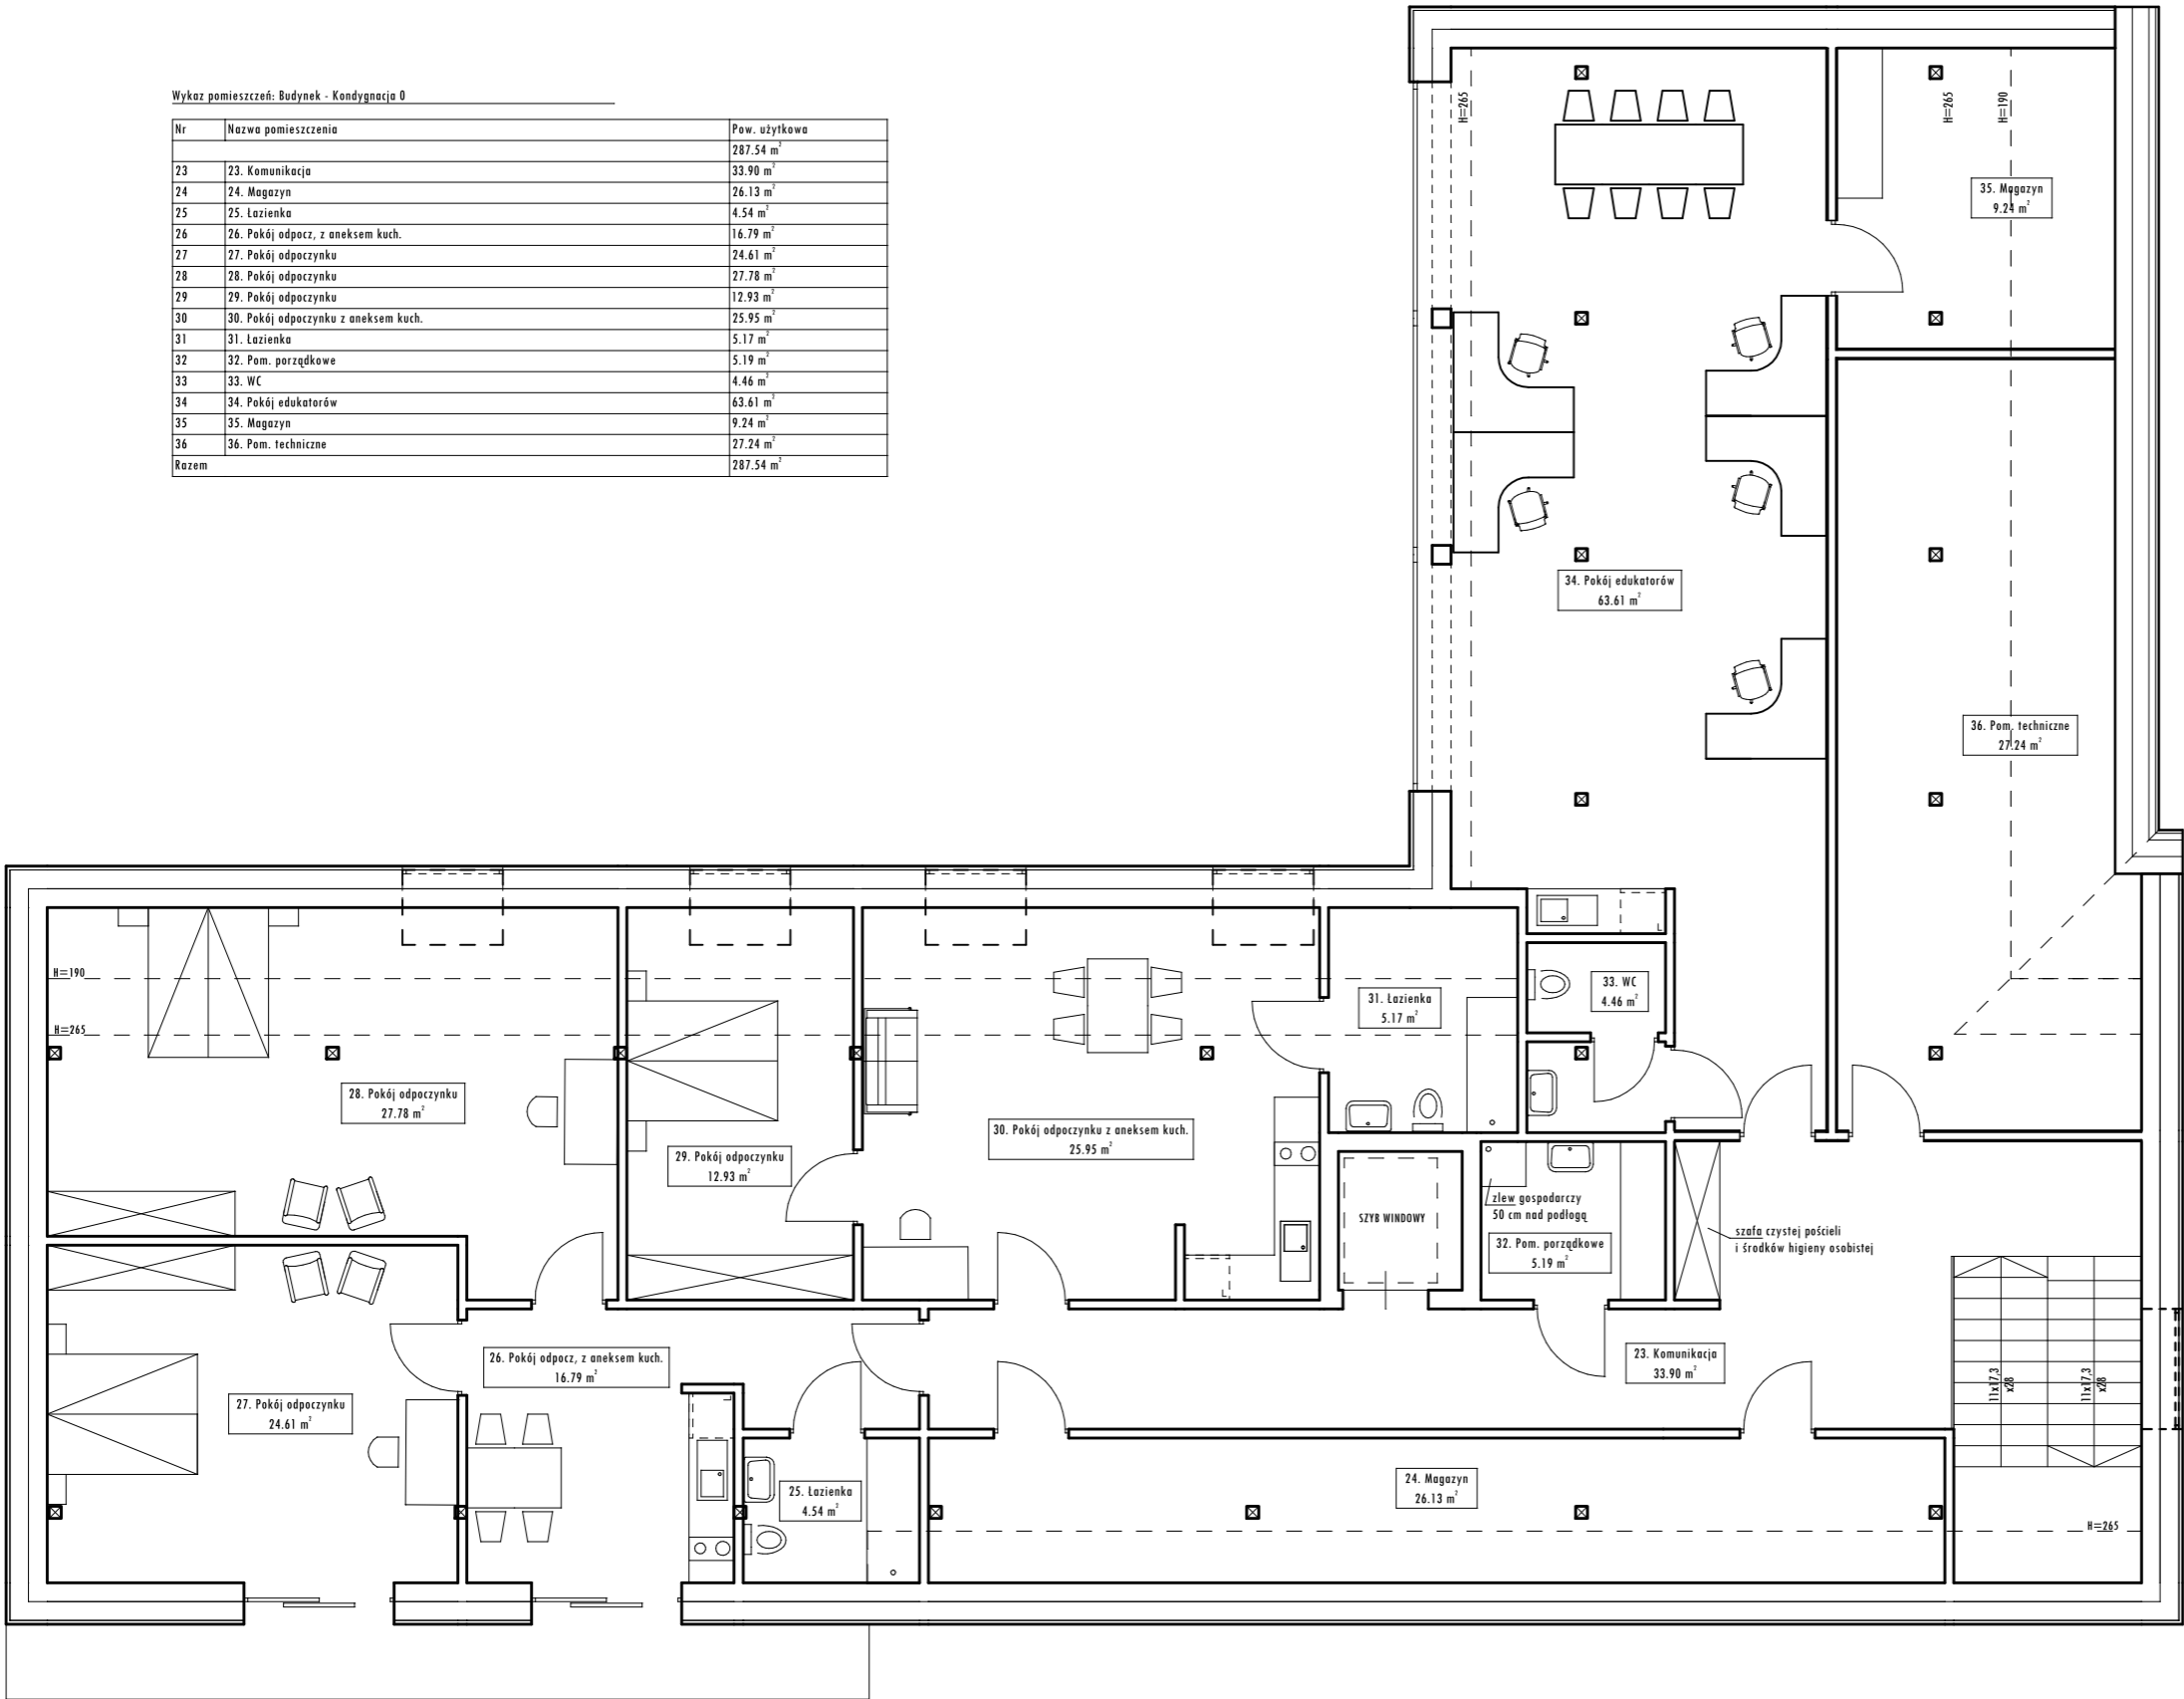 Wykaz pomieszczeń: Budynek - Kondygnacja 0
Nr Nazwa pomieszczenia Pow. użytkowa
287.54 m²
23 23. Komunikacja 33.90 m²
24 24. Magazyn 26.13 m²
25 25. Łazienka 4.54 m²
26 26. Pokój odpocz, z aneksem kuch. 16.79 m²
27 27. Pokój odpoczynku 24.61 m²
28 28. Pokój odpoczynku 27.78 m²
29 29. Pokój odpoczynku 12.93 m²
30 30. Pokój odpoczynku z aneksem kuch. 25.95 m²
31 31. Łazienka 5.17 m²
32 32. Pom. porządkowe 5.19 m²
33 33. WC 4.46 m²
34 34. Pokój edukatorów 63.61 m²
35 35. Magazyn 9.24 m²
36 36. Pom. techniczne 27.24 m²
Razem 287.54 m²
H=265
H=265
H=190
35. Magazyn
9.24 m²
34. Pokój edukatorów
63.61 m²
36. Pom. techniczne
27.24 m²
L
H=190
H=265
33. WC
4.46 m²
31. Łazienka
5.17 m²
28. Pokój odpoczynku
27.78 m²
29. Pokój odpoczynku
12.93 m²
30. Pokój odpoczynku z aneksem kuch.
25.95 m²
L
SZYB WINDOWY
zlew gospodarczy
50 cm nad podłogą
32. Pom. porządkowe
5.19 m²
szafa czystej pościeli
i środków higieny osobistej
26. Pokój odpocz, z aneksem kuch.
16.79 m²
L
23. Komunikacja
33.90 m²
11x17,3
x28
11x17,3
x28
27. Pokój odpoczynku
24.61 m²
25. Łazienka
4.54 m²
24. Magazyn
26.13 m²
H=265